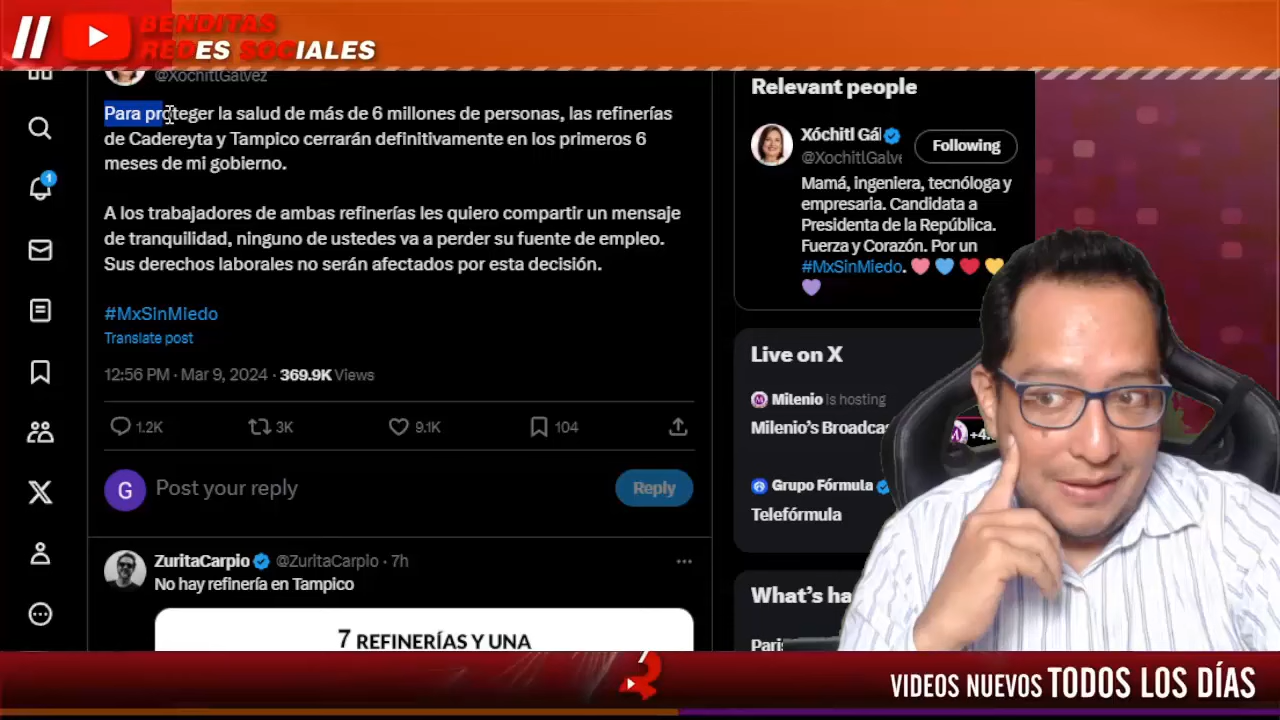 BENDITAS
REDES SOCIALES
@XochitlGalvez
Para proteger la salud de más de 6 millones de personas, las refinerías
de Cadereyta y Tampico cerrarán definitivamente en los primeros 6
meses de mi gobierno.
A los trabajadores de ambas refinerías les quiero compartir un mensaje
de tranquilidad, ninguno de ustedes va a perder su fuente de empleo.
Sus derechos laborales no serán afectados por esta decisión.
#MxSinMiedo
Translate post
12:56 PM · Mar 9, 2024 · 369.9K Views
1.2K 3K 9.1K 104
G Post your reply Reply
ZuritaCarpio @ZuritaCarpio · 7h
No hay refinería en Tampico
7 REFINERÍAS Y UNA
1
Relevant people
Xóchitl Gál
@XochitlGalve
Following
Mamá, ingeniera, tecnóloga y
empresaria. Candidata a
Presidenta de la República.
Fuerza y Corazón. Por un
#MxSinMiedo.
Live on X
Milenio is hosting
Milenio's Broadcas
+4.
Grupo Fórmula
Telefórmula
What's ha
Paris
VIDEOS NUEVOS TODOS LOS DÍAS